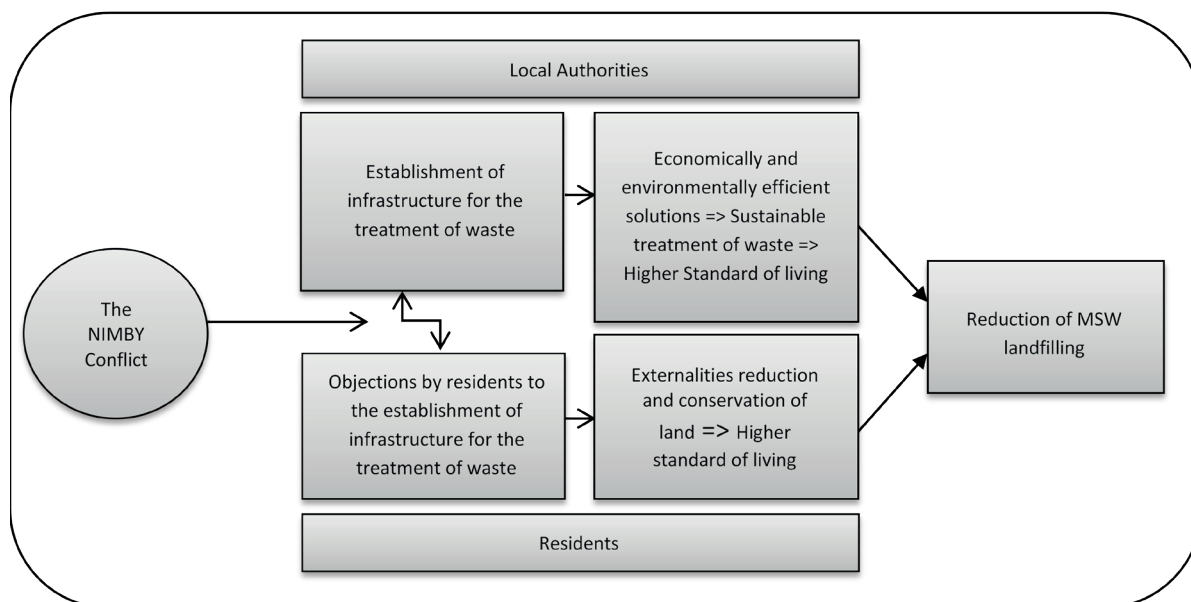 Local Authorities
Establishment of
infrastructure for the
treatment of waste
Economically and
environmentally efficient
solutions => Sustainable
treatment of waste =>
Higher Standard of living
The
NIMBY
Conflict
Reduction of MSW
landfilling
Objections by residents to
the establishment of
infrastructure for the
treatment of waste
Externalities reduction
and conservation of
land => Higher
standard of living
Residents